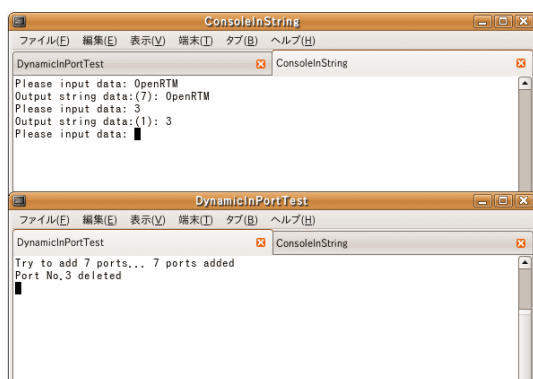 ConsoleInString
ファイル(F) 編集(E) 表示(V) 端末(T) タブ(B) ヘルプ(H)
DynamicInPortTest ConsoleInString
Please input data: OpenRTM
Output string data:(7): OpenRTM
Please input data: 3
Output string data:(1): 3
Please input data:
DynamicInPortTest
ファイル(F) 編集(E) 表示(V) 端末(T) タブ(B) ヘルプ(H)
DynamicInPortTest ConsoleInString
Try to add 7 ports... 7 ports added
Port No.3 deleted